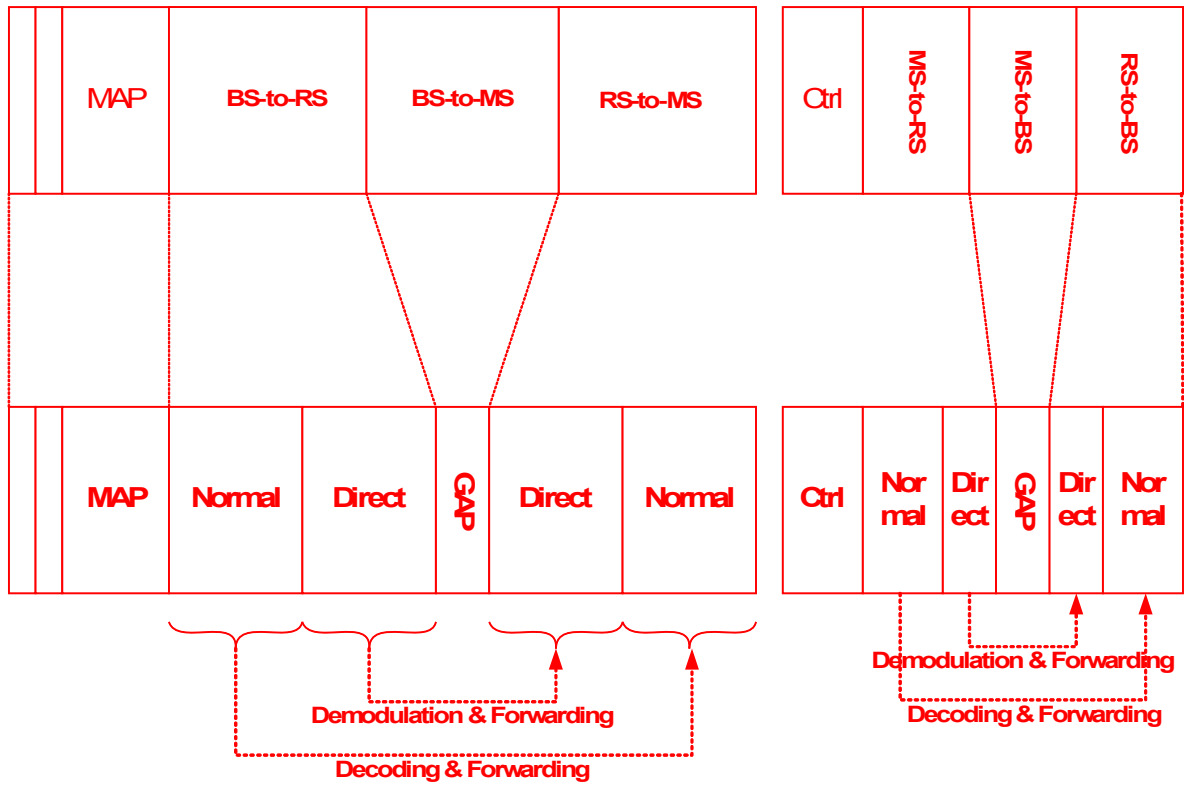 MAP
BS-to-RS
BS-to-MS
RS-to-MS
Ctrl
MS-to-RS
MS-to-BS
RS-to-BS
MAP
Normal
Direct
GAP
Direct
Normal
Ctrl
Nor
mal
Dir
ect
GAP
Dir
ect
Nor
mal
Demodulation & Forwarding
Decoding & Forwarding
Demodulation & Forwarding
Decoding & Forwarding